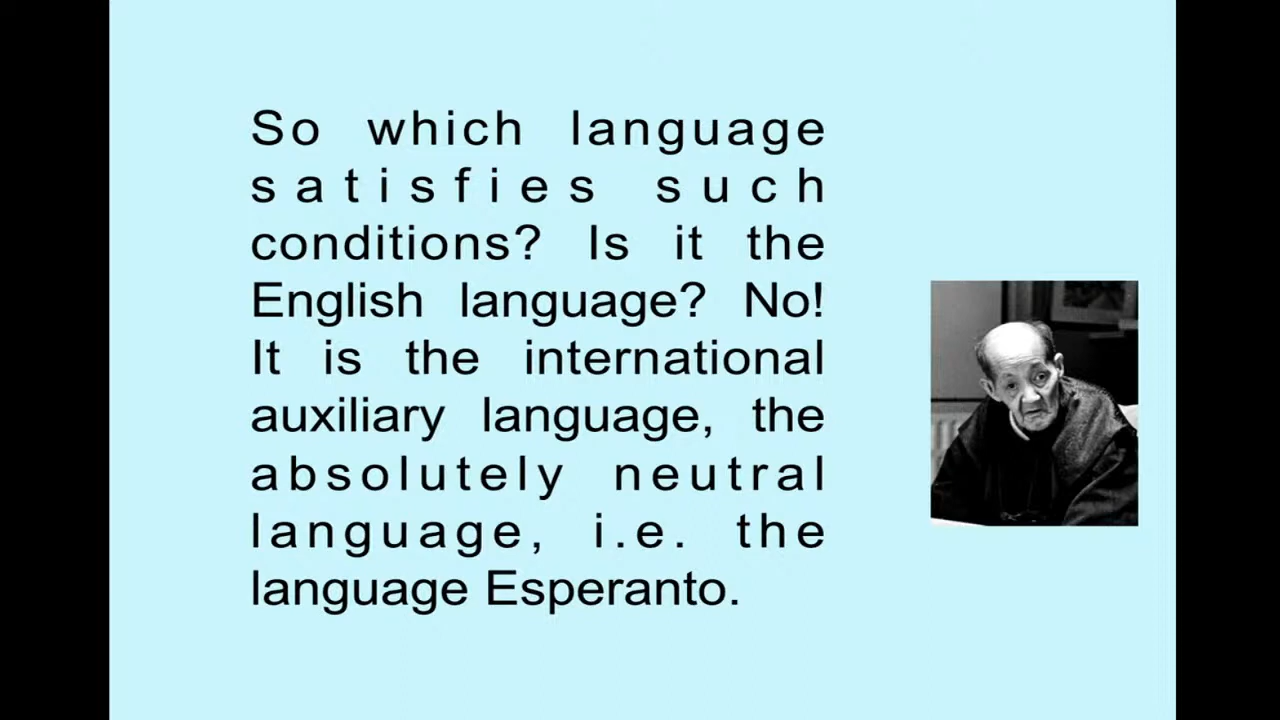 So which language
satisfies such
conditions? Is it the
English language? No!
It is the international
auxiliary language, the
absolutely neutral
language, i.e. the
language Esperanto.